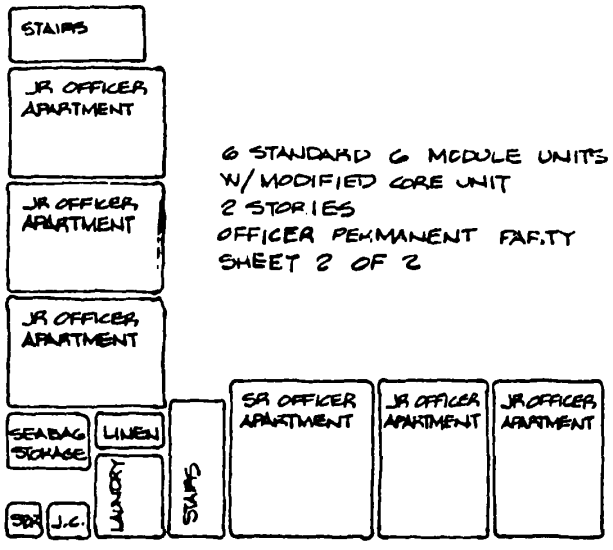 STAIRS
JR OFFICER
APARTMENT
6 STANDARD 6 MODULE UNITS
W/MODIFIED CORE UNIT
2 STORIES
OFFICER PERMANENT PARTY
SHEET 2 OF 2
JR OFFICER
APARTMENT
JR OFFICER
APARTMENT
SEABAG
STORAGE
LINEN
LAUNDRY
STAIRS
J.C.
SR OFFICER
APARTMENT
JR OFFICER
APARTMENT
JR OFFICER
APARTMENT